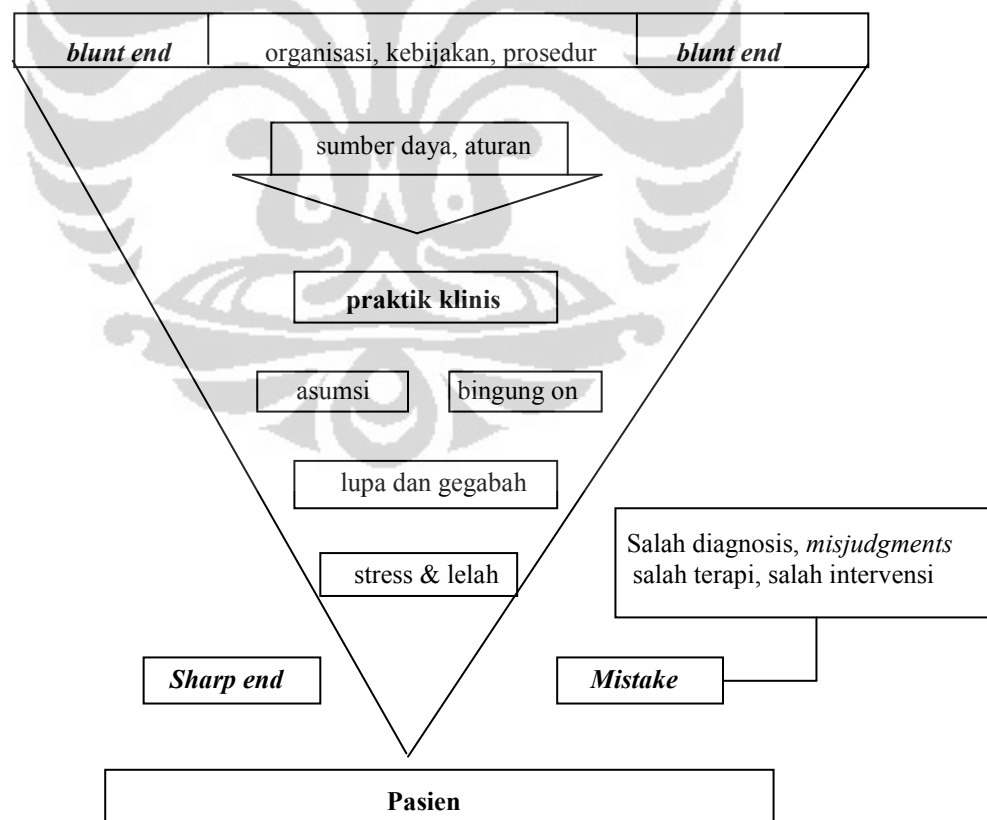 blunt end organisasi, kebijakan, prosedur blunt end
sumber daya, aturan
praktik klinis
asumsi bingung on
lupa dan gegabah
Salah diagnosis, misjudgments
salah terapi, salah intervensi
stress & lelah
Sharp end Mistake
Pasien